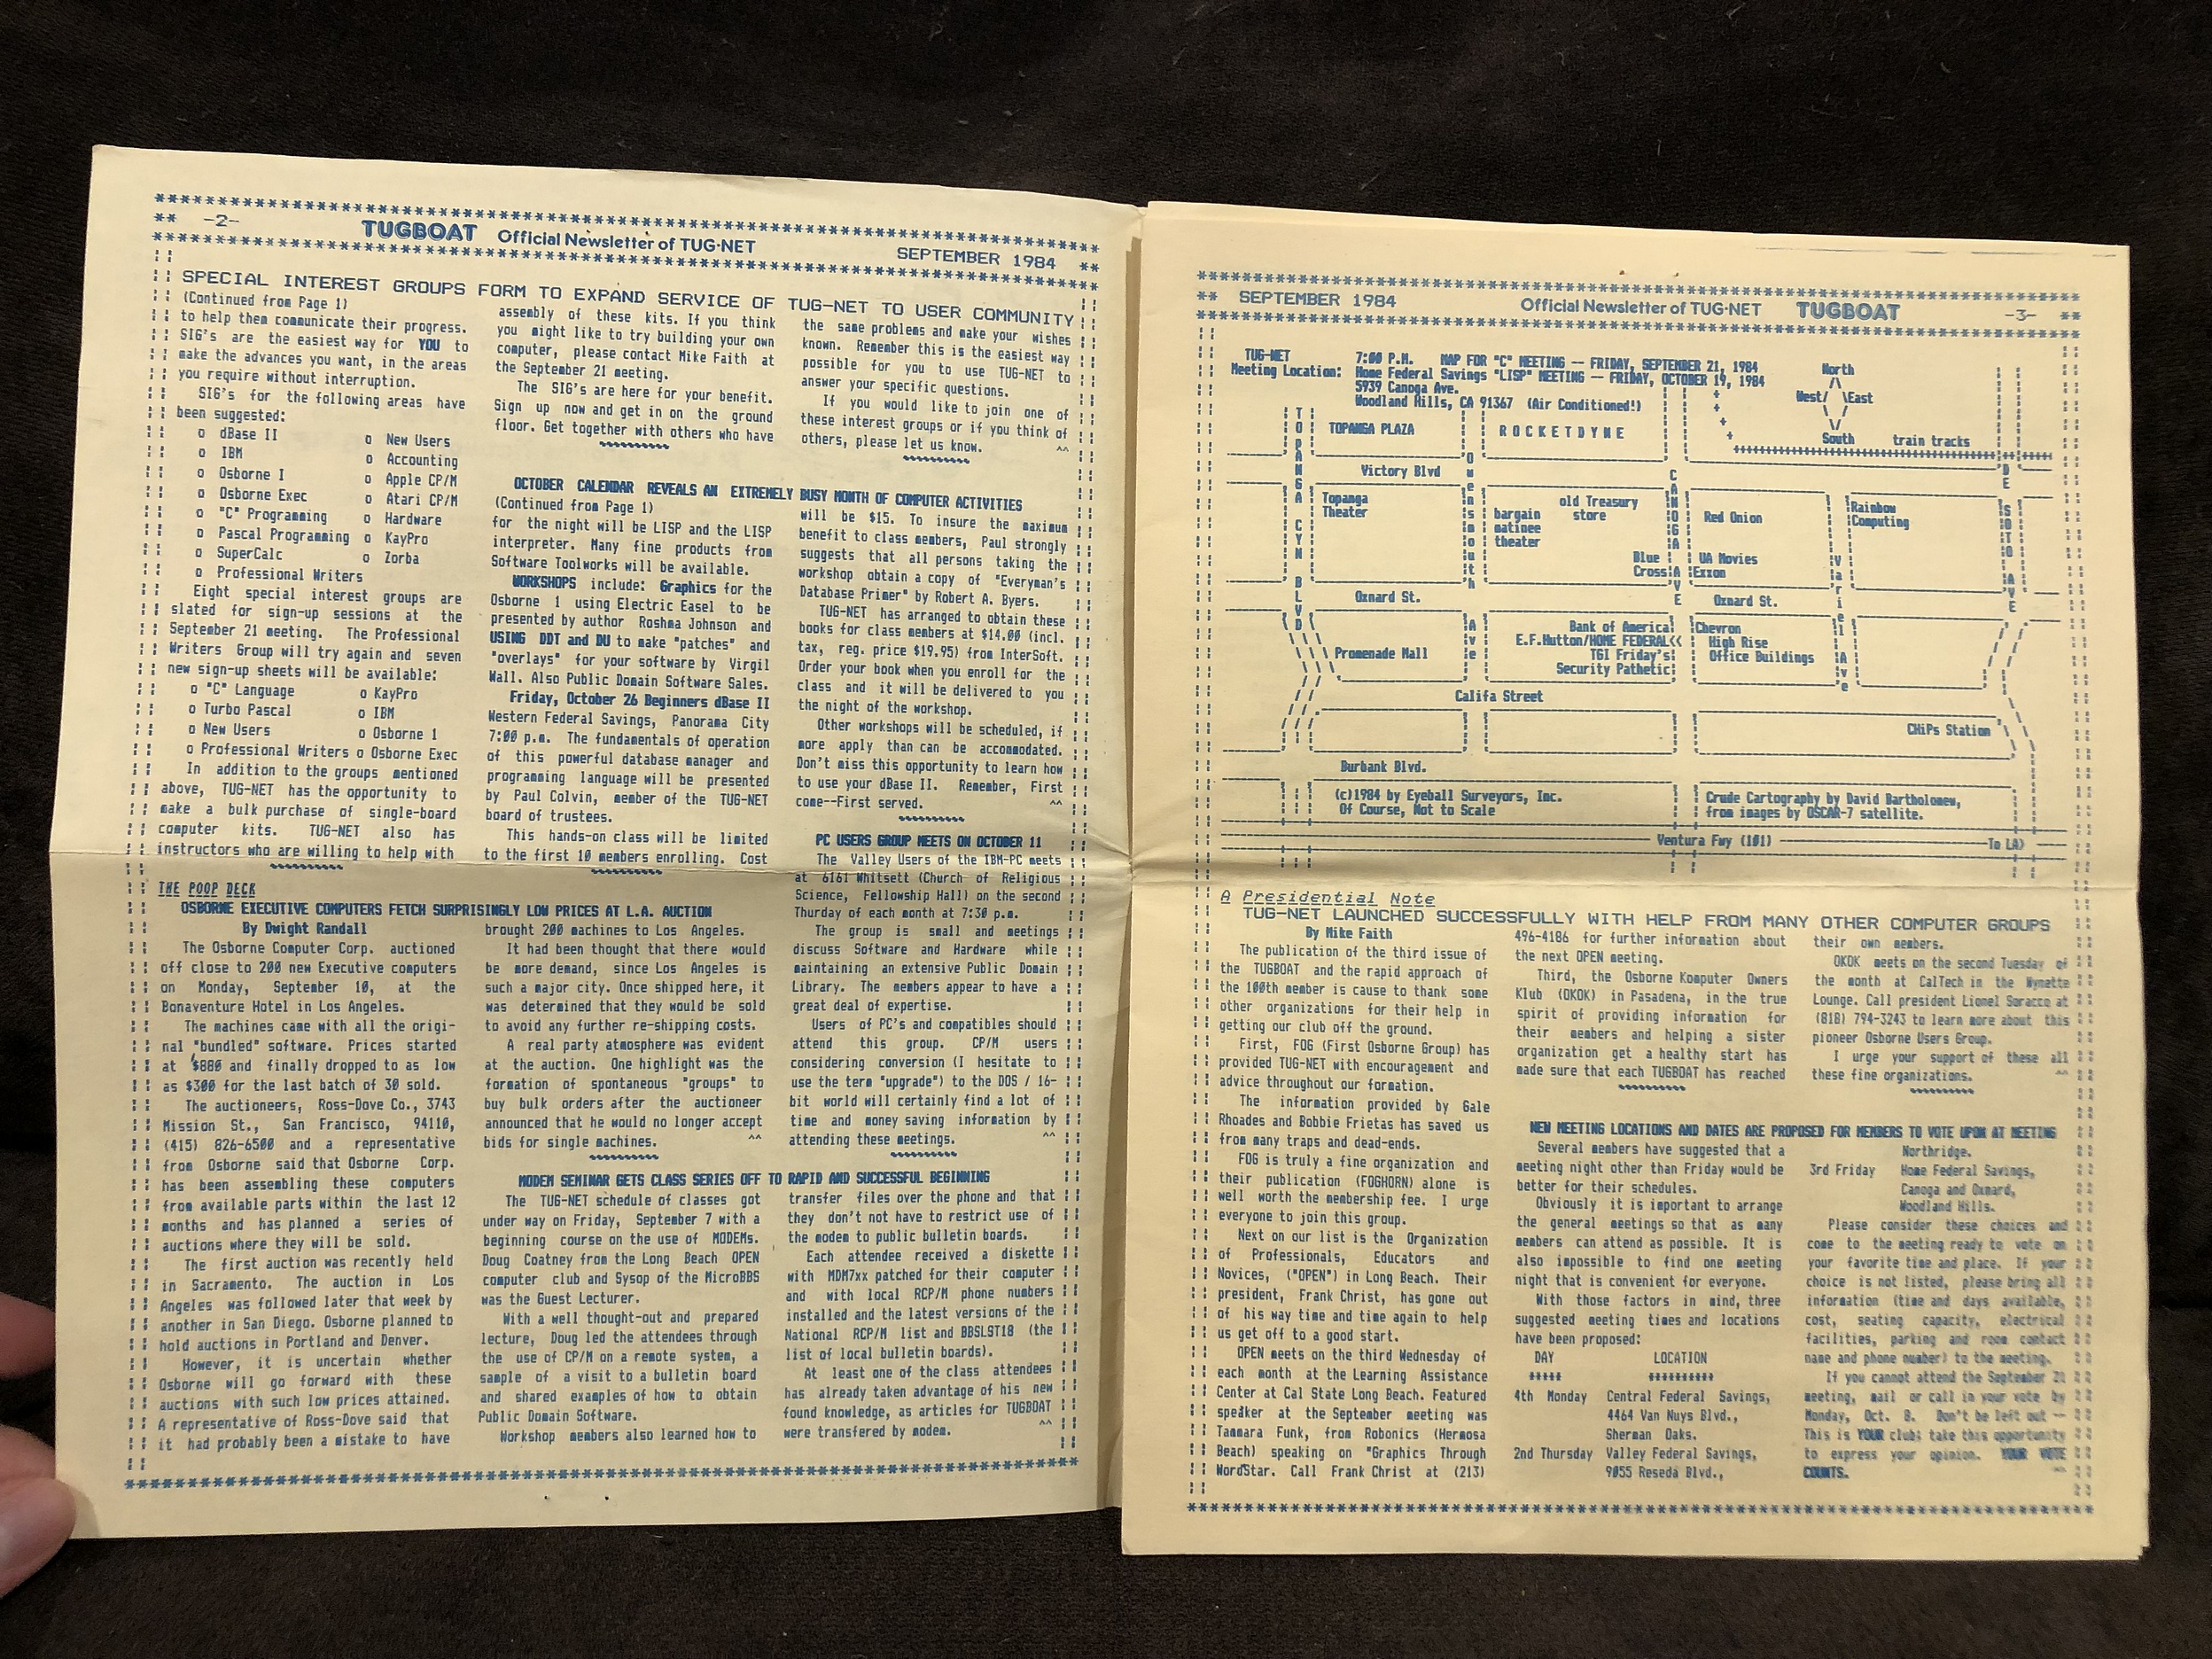 -2-
TUGBOAT Official Newsletter of TUG·NET
SEPTEMBER 1984
SPECIAL INTEREST GROUPS FORM TO EXPAND SERVICE OF TUG-NET TO USER COMMUNITY
(Continued from Page 1)
to help them communicate their progress.
SIG's are the easiest way for YOU to
make the advances you want, in the areas
you require without interruption.
SIG's for the following areas have
been suggested:
o dBase II o New Users
o IBM o Accounting
o Osborne I o Apple CP/M
o Osborne Exec o Atari CP/M
o "C" Programming o Hardware
o Pascal Programming o KayPro
o SuperCalc o Zorba
o Professional Writers
Eight special interest groups are
slated for sign-up sessions at the
September 21 meeting. The Professional
Writers Group will try again and seven
new sign-up sheets will be available:
o "C" Language o KayPro
o Turbo Pascal o IBM
o New Users o Osborne 1
o Professional Writers o Osborne Exec
In addition to the groups mentioned
above, TUG-NET has the opportunity to
make a bulk purchase of single-board
computer kits. TUG-NET also has
instructors who are willing to help with
assembly of these kits. If you think
you might like to try building your own
computer, please contact Mike Faith at
the September 21 meeting.
The SIG's are here for your benefit.
Sign up now and get in on the ground
floor. Get together with others who have
the same problems and make your wishes
known. Remember this is the easiest way
possible for you to use TUG-NET to
answer your specific questions.
If you would like to join one of
these interest groups or if you think of
others, please let us know. ^^
OCTOBER CALENDAR REVEALS AN EXTREMELY BUSY MONTH OF COMPUTER ACTIVITIES
(Continued from Page 1)
for the night will be LISP and the LISP
interpreter. Many fine products from
Software Toolworks will be available.
WORKSHOPS include: Graphics for the
Osborne 1 using Electric Easel to be
presented by author Roshma Johnson and
USING DDT and DU to make "patches" and
"overlays" for your software by Virgil
Wall. Also Public Domain Software Sales.
Friday, October 26 Beginners dBase II
Western Federal Savings, Panorama City
7:00 p.m. The fundamentals of operation
of this powerful database manager and
programming language will be presented
by Paul Colvin, member of the TUG-NET
board of trustees.
This hands-on class will be limited
to the first 10 members enrolling. Cost
will be $15. To insure the maximum
benefit to class members, Paul strongly
suggests that all persons taking the
workshop obtain a copy of "Everyman's
Database Primer" by Robert A. Byers.
TUG-NET has arranged to obtain these
books for class members at $14.00 (incl.
tax, reg. price $19.95) from InterSoft.
Order your book when you enroll for the
class and it will be delivered to you
the night of the workshop.
Other workshops will be scheduled, if
more apply than can be accommodated.
Don't miss this opportunity to learn how
to use your dBase II. Remember, First
come--First served. ^^
PC USERS GROUP MEETS ON OCTOBER 11
The Valley Users of the IBM-PC meets
at 6161 Whitsett (Church of Religious
Science, Fellowship Hall) on the second
Thurday of each month at 7:30 p.m.
The group is small and meetings
discuss Software and Hardware while
maintaining an extensive Public Domain
Library. The members appear to have a
great deal of expertise.
Users of PC's and compatibles should
attend this group. CP/M users
considering conversion (I hesitate to
use the term "upgrade") to the DOS / 16-
bit world will certainly find a lot of
time and money saving information by
attending these meetings. ^^
THE POOP DECK
OSBORNE EXECUTIVE COMPUTERS FETCH SURPRISINGLY LOW PRICES AT L.A. AUCTION
By Dwight Randall
The Osborne Computer Corp. auctioned
off close to 200 new Executive computers
on Monday, September 10, at the
Bonaventure Hotel in Los Angeles.
The machines came with all the origi-
nal "bundled" software. Prices started
at $880 and finally dropped to as low
as $300 for the last batch of 30 sold.
The auctioneers, Ross-Dove Co., 3743
Mission St., San Francisco, 94110,
(415) 826-6500 and a representative
from Osborne said that Osborne Corp.
has been assembling these computers
from available parts within the last 12
months and has planned a series of
auctions where they will be sold.
The first auction was recently held
in Sacramento. The auction in Los
Angeles was followed later that week by
another in San Diego. Osborne planned to
hold auctions in Portland and Denver.
However, it is uncertain whether
Osborne will go forward with these
auctions with such low prices attained.
A representative of Ross-Dove said that
it had probably been a mistake to have
brought 200 machines to Los Angeles.
It had been thought that there would
be more demand, since Los Angeles is
such a major city. Once shipped here, it
was determined that they would be sold
to avoid any further re-shipping costs.
A real party atmosphere was evident
at the auction. One highlight was the
formation of spontaneous "groups" to
buy bulk orders after the auctioneer
announced that he would no longer accept
bids for single machines. ^^
MODEM SEMINAR GETS CLASS SERIES OFF TO RAPID AND SUCCESSFUL BEGINNING
The TUG-NET schedule of classes got
under way on Friday, September 7 with a
beginning course on the use of MODEMs.
Doug Coatney from the Long Beach OPEN
computer club and Sysop of the MicroBBS
was the Guest Lecturer.
With a well thought-out and prepared
lecture, Doug led the attendees through
the use of CP/M on a remote system, a
sample of a visit to a bulletin board
and shared examples of how to obtain
Public Domain Software.
Workshop members also learned how to
transfer files over the phone and that
they don't not have to restrict use of
the modem to public bulletin boards.
Each attendee received a diskette
with MDM7xx patched for their computer
and with local RCP/M phone numbers
installed and the latest versions of the
National RCP/M list and BBSLST18 (the
list of local bulletin boards).
At least one of the class attendees
has already taken advantage of his new
found knowledge, as articles for TUGBOAT
were transfered by modem. ^^
SEPTEMBER 1984
Official Newsletter of TUG·NET TUGBOAT
-3-
TUG-NET 7:00 P.M. MAP FOR "C" MEETING -- FRIDAY, SEPTEMBER 21, 1984
Meeting Location: Home Federal Savings "LISP" MEETING -- FRIDAY, OCTOBER 19, 1984
5939 Canoga Ave.
Woodland Hills, CA 91367 (Air Conditioned!)
North
West/ \East
South
train tracks
TOPANGA PLAZA
ROCKETDYNE
Victory Blvd
TOPANGA CYN BLVD
Owensmouth Ave
CANOGA AVE
Variel Ave
DE SOTO AVE
Topanga
Theater
old Treasury
store
bargain
matinee
theater
Red Onion
Rainbow
Computing
Blue
Cross
UA Movies
Exxon
Oxnard St.
Oxnard St.
Promenade Mall
Bank of America
E.F.Hutton/HOME FEDERAL<<
TGI Friday's
Security Pathetic
Chevron
High Rise
Office Buildings
Califa Street
CHiPs Station
Burbank Blvd.
(c)1984 by Eyeball Surveyors, Inc.
Of Course, Not to Scale
Crude Cartography by David Bartholomew,
from images by OSCAR-7 satellite.
Ventura Fwy (101)
To LA>
A Presidential Note
TUG-NET LAUNCHED SUCCESSFULLY WITH HELP FROM MANY OTHER COMPUTER GROUPS
By Mike Faith
The publication of the third issue of
the TUGBOAT and the rapid approach of
the 100th member is cause to thank some
other organizations for their help in
getting our club off the ground.
First, FOG (First Osborne Group) has
provided TUG-NET with encouragement and
advice throughout our formation.
The information provided by Gale
Rhoades and Bobbie Frietas has saved us
from many traps and dead-ends.
FOG is truly a fine organization and
their publication (FOGHORN) alone is
well worth the membership fee. I urge
everyone to join this group.
Next on our list is the Organization
of Professionals, Educators and
Novices, ("OPEN") in Long Beach. Their
president, Frank Christ, has gone out
of his way time and time again to help
us get off to a good start.
OPEN meets on the third Wednesday of
each month at the Learning Assistance
Center at Cal State Long Beach. Featured
speaker at the September meeting was
Tammara Funk, from Robonics (Hermosa
Beach) speaking on "Graphics Through
WordStar. Call Frank Christ at (213)
496-4186 for further information about
the next OPEN meeting.
Third, the Osborne Komputer Owners
Klub (OKOK) in Pasadena, in the true
spirit of providing information for
their members and helping a sister
organization get a healthy start has
made sure that each TUGBOAT has reached
their own members.
OKOK meets on the second Tuesday of
the month at CalTech in the Wynette
Lounge. Call president Lionel Soracco at
(818) 794-3243 to learn more about this
pioneer Osborne Users Group.
I urge your support of these all
these fine organizations. ^^
NEW MEETING LOCATIONS AND DATES ARE PROPOSED FOR MEMBERS TO VOTE UPON AT MEETING
Several members have suggested that a
meeting night other than Friday would be
better for their schedules.
Obviously it is important to arrange
the general meetings so that as many
members can attend as possible. It is
also impossible to find one meeting
night that is convenient for everyone.
With those factors in mind, three
suggested meeting times and locations
have been proposed:
DAY LOCATION
4th Monday Central Federal Savings,
4464 Van Nuys Blvd.,
Sherman Oaks.
2nd Thursday Valley Federal Savings,
9055 Reseda Blvd.,
Northridge.
3rd Friday Home Federal Savings,
Canoga and Oxnard,
Woodland Hills.
Please consider these choices and
come to the meeting ready to vote on
your favorite time and place. If your
choice is not listed, please bring all
information (time and days available,
cost, seating capacity, electrical
facilities, parking and room contact
name and phone number) to the meeting.
If you cannot attend the September 21
meeting, mail or call in your vote by
Monday, Oct. 8. Don't be left out --
This is YOUR club; take this opportunity
to express your opinion. YOUR VOTE
COUNTS. ^^